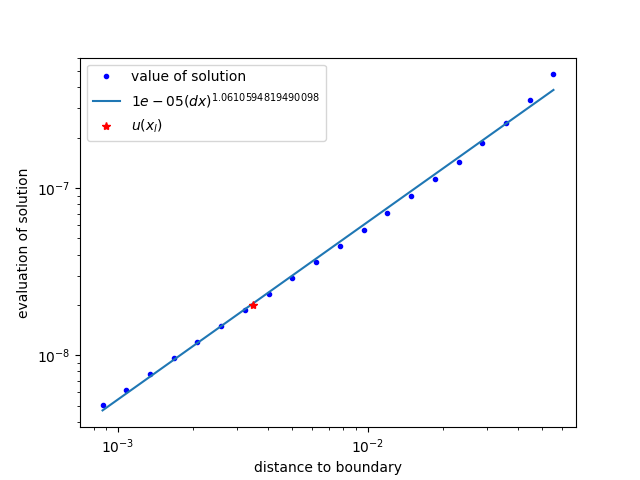 value of solution
1e − 05(dx)^1.0610594819490098
u(x_l)
evaluation of solution
10^−7
10^−8
10^−3
10^−2
distance to boundary